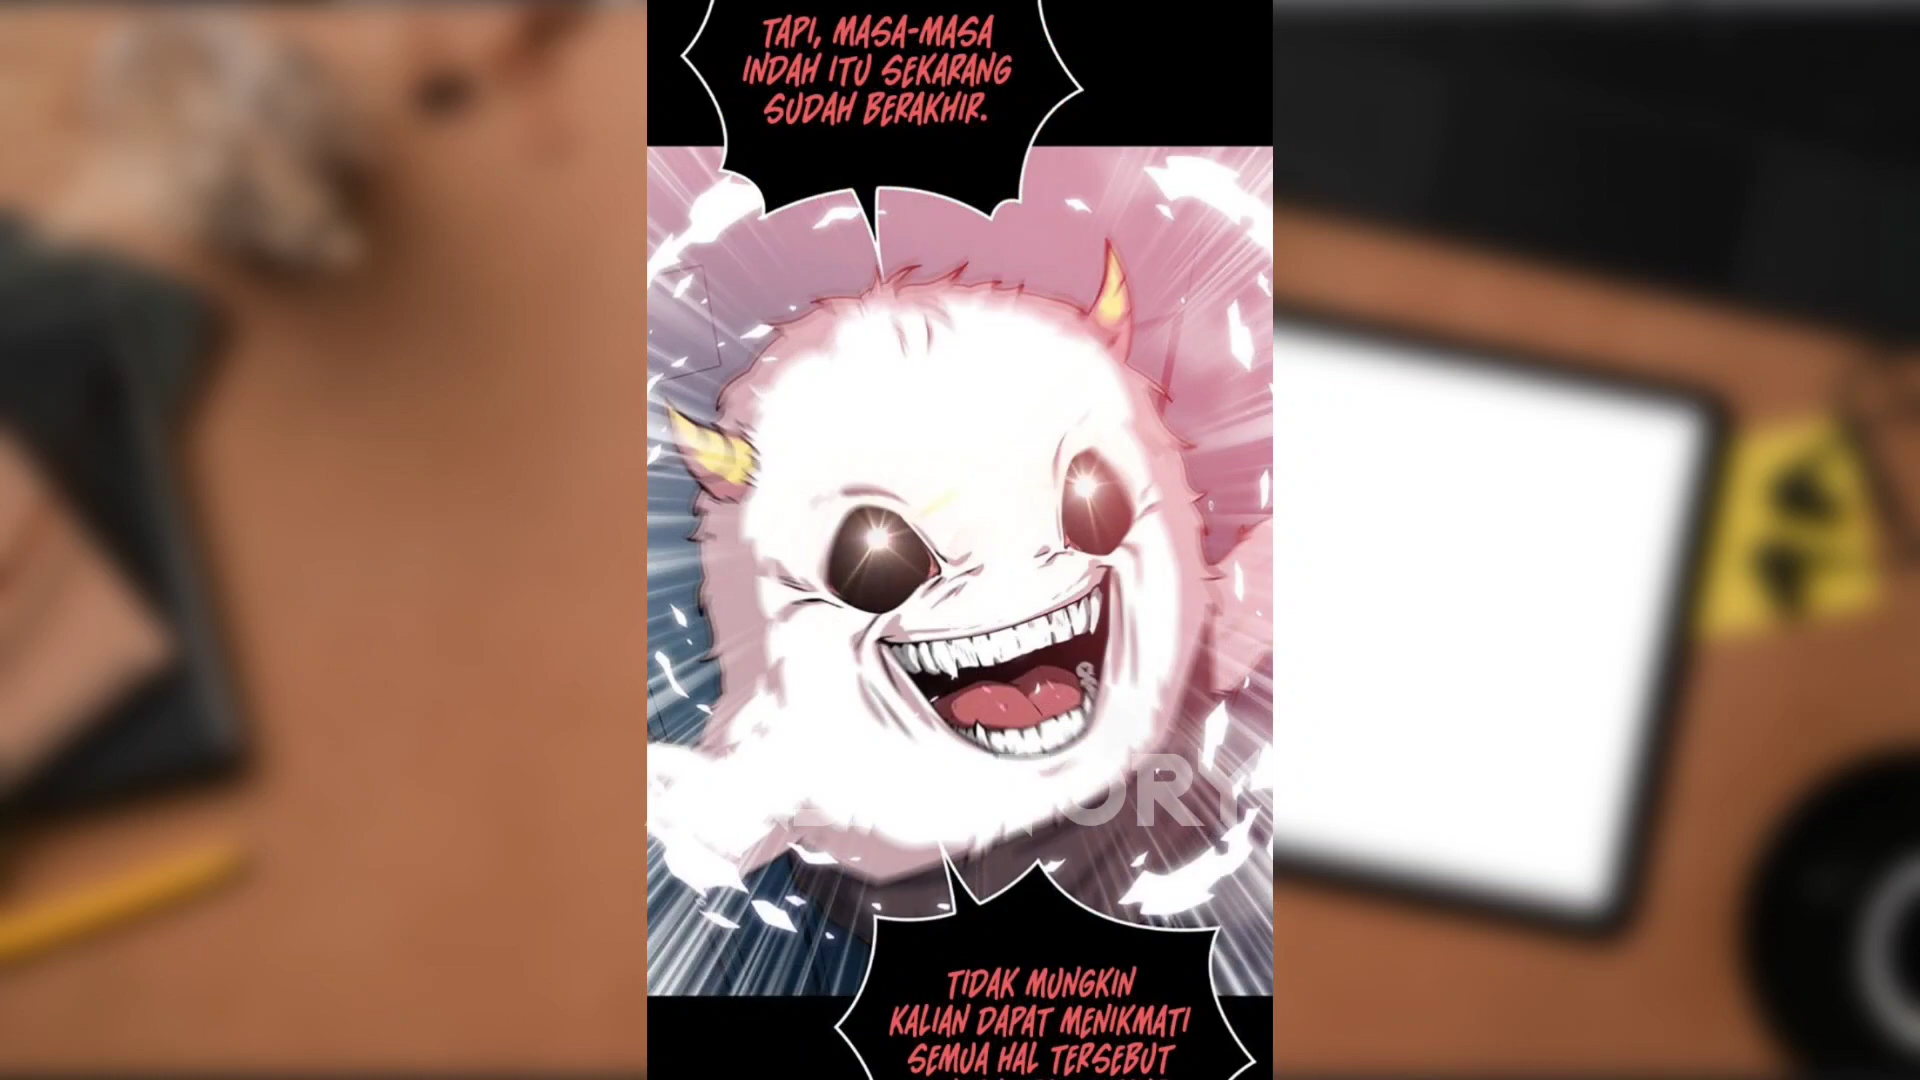 TAPI, MASA-MASA
INDAH ITU SEKARANG
SUDAH BERAKHIR.
TIDAK MUNGKIN
KALIAN DAPAT MENIKMATI
SEMUA HAL TERSEBUT